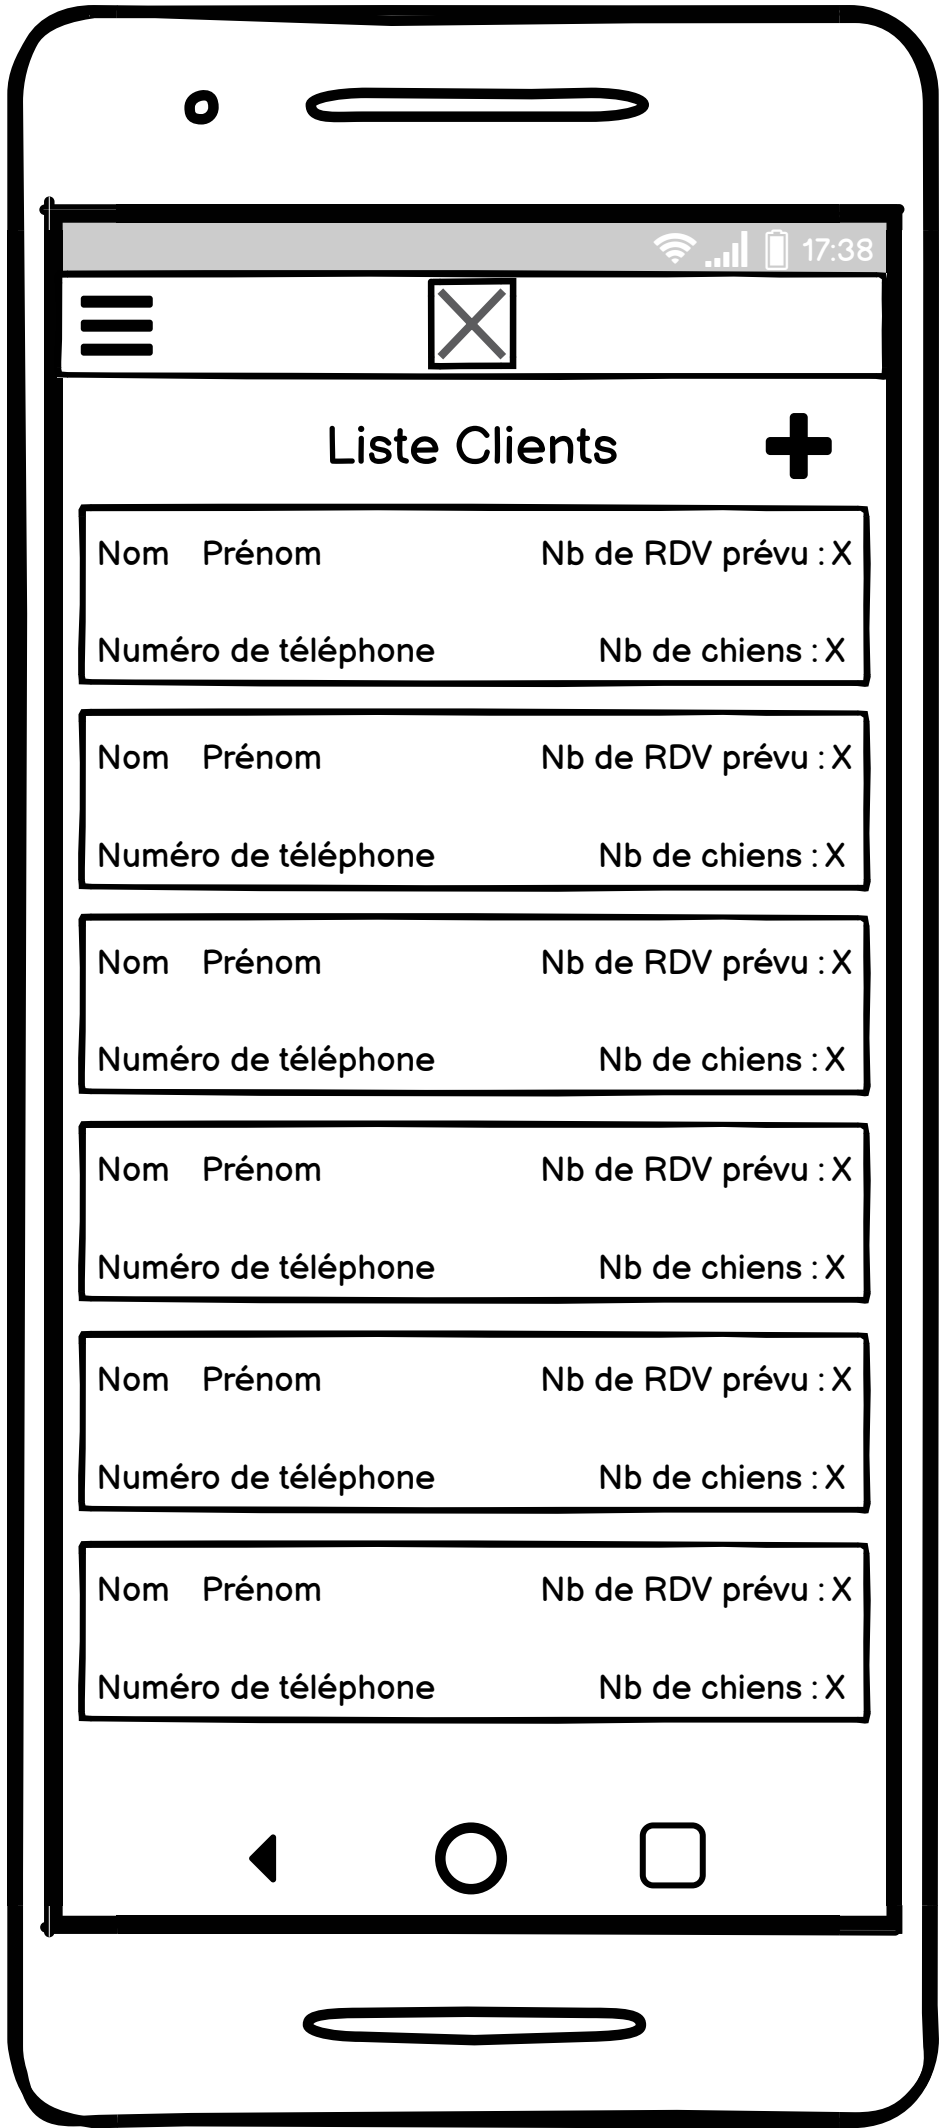 17:38
Liste Clients
Nom Prénom Nb de RDV prévu : X
Numéro de téléphone Nb de chiens : X
Nom Prénom Nb de RDV prévu : X
Numéro de téléphone Nb de chiens : X
Nom Prénom Nb de RDV prévu : X
Numéro de téléphone Nb de chiens : X
Nom Prénom Nb de RDV prévu : X
Numéro de téléphone Nb de chiens : X
Nom Prénom Nb de RDV prévu : X
Numéro de téléphone Nb de chiens : X
Nom Prénom Nb de RDV prévu : X
Numéro de téléphone Nb de chiens : X